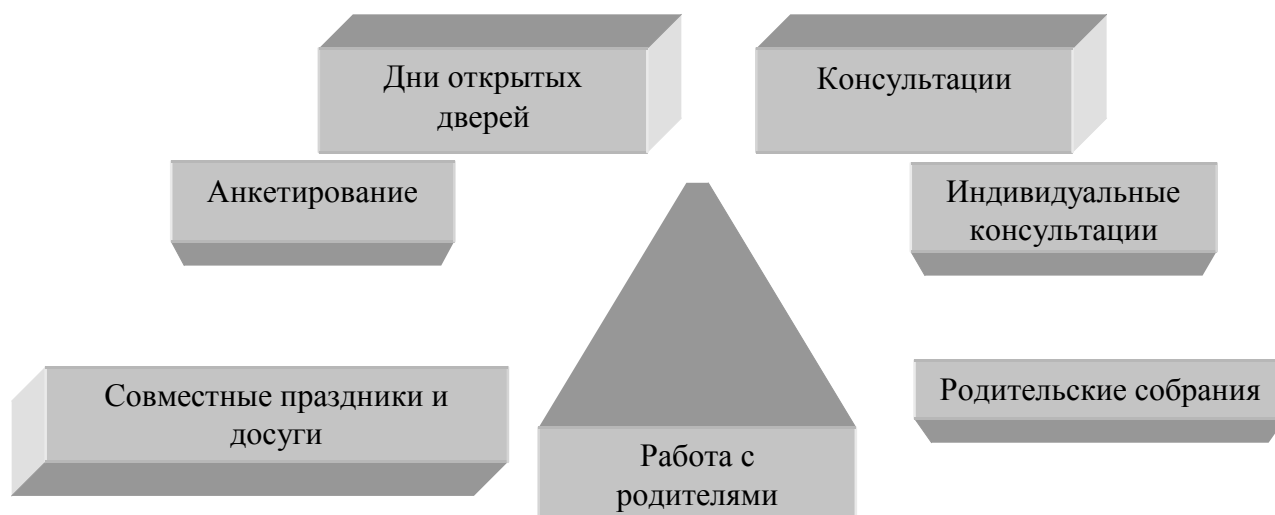 Дни открытых
дверей
Консультации
Анкетирование
Индивидуальные
консультации
Совместные праздники и
досуги
Родительские собрания
Работа с
родителями